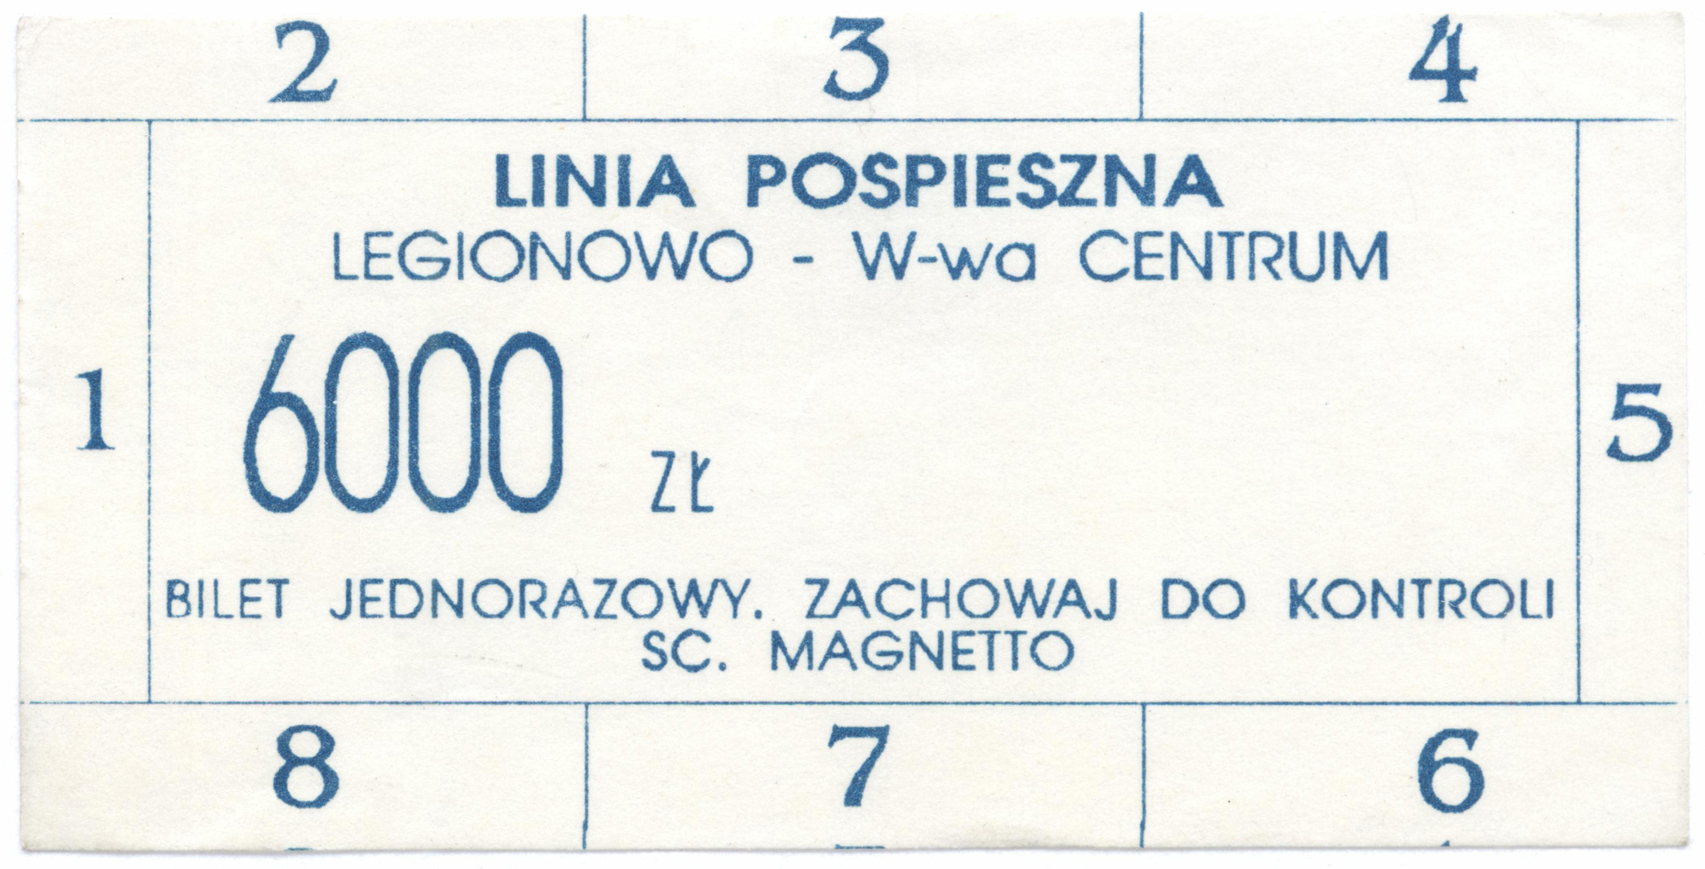 2 3 4
LINIA POSPIESZNA
LEGIONOWO - W-wa CENTRUM
1
6000 ZŁ
5
BILET JEDNORAZOWY. ZACHOWAJ DO KONTROLI
SC. MAGNETTO
8 7 6